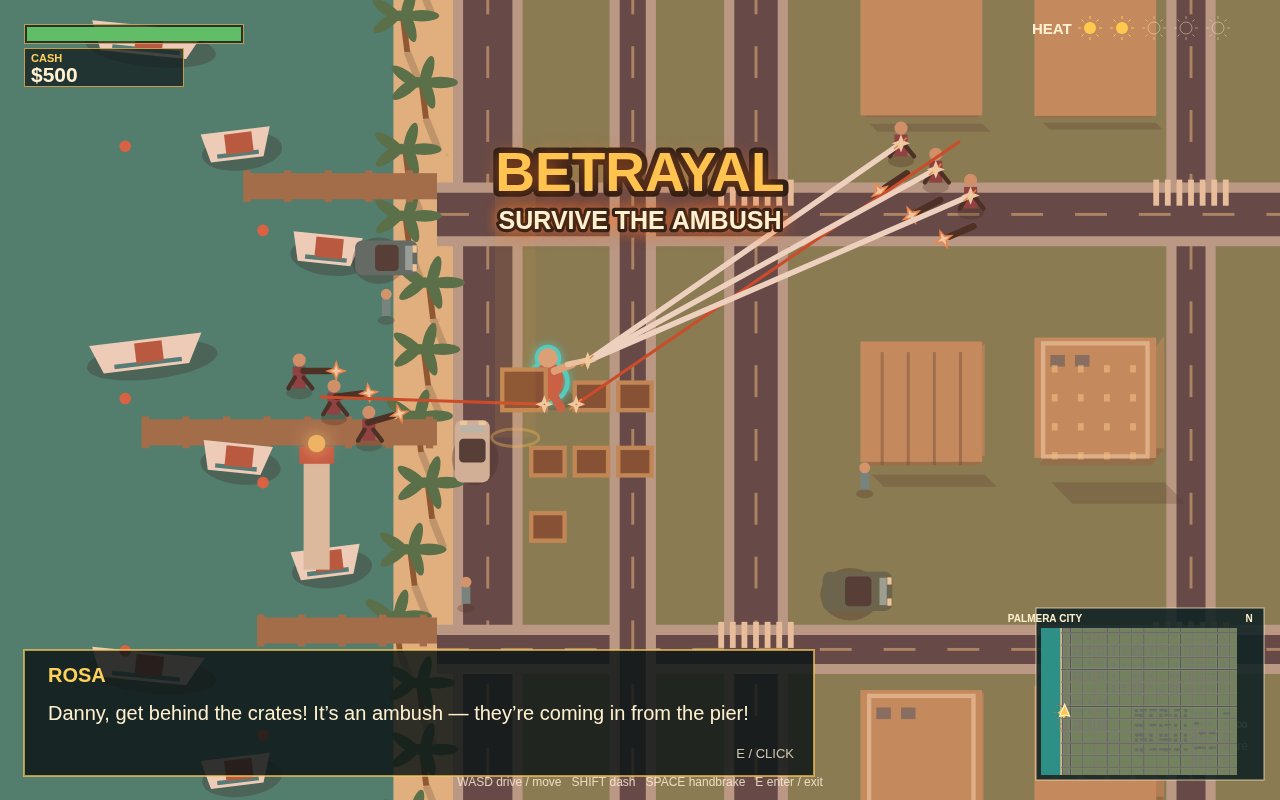 CASH
$500
HEAT
BETRAYAL
SURVIVE THE AMBUSH
PALMERA CITY
N
ROSA
Danny, get behind the crates! It’s an ambush — they’re coming in from the pier!
E / CLICK
WASD drive / move SHIFT dash SPACE handbrake E enter / exit